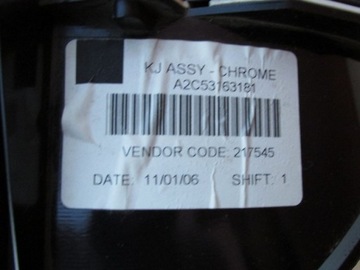 KJ ASSY - CHROME
A2C53163181
VENDOR CODE: 217545
DATE: 11/01/06 SHIFT: 1